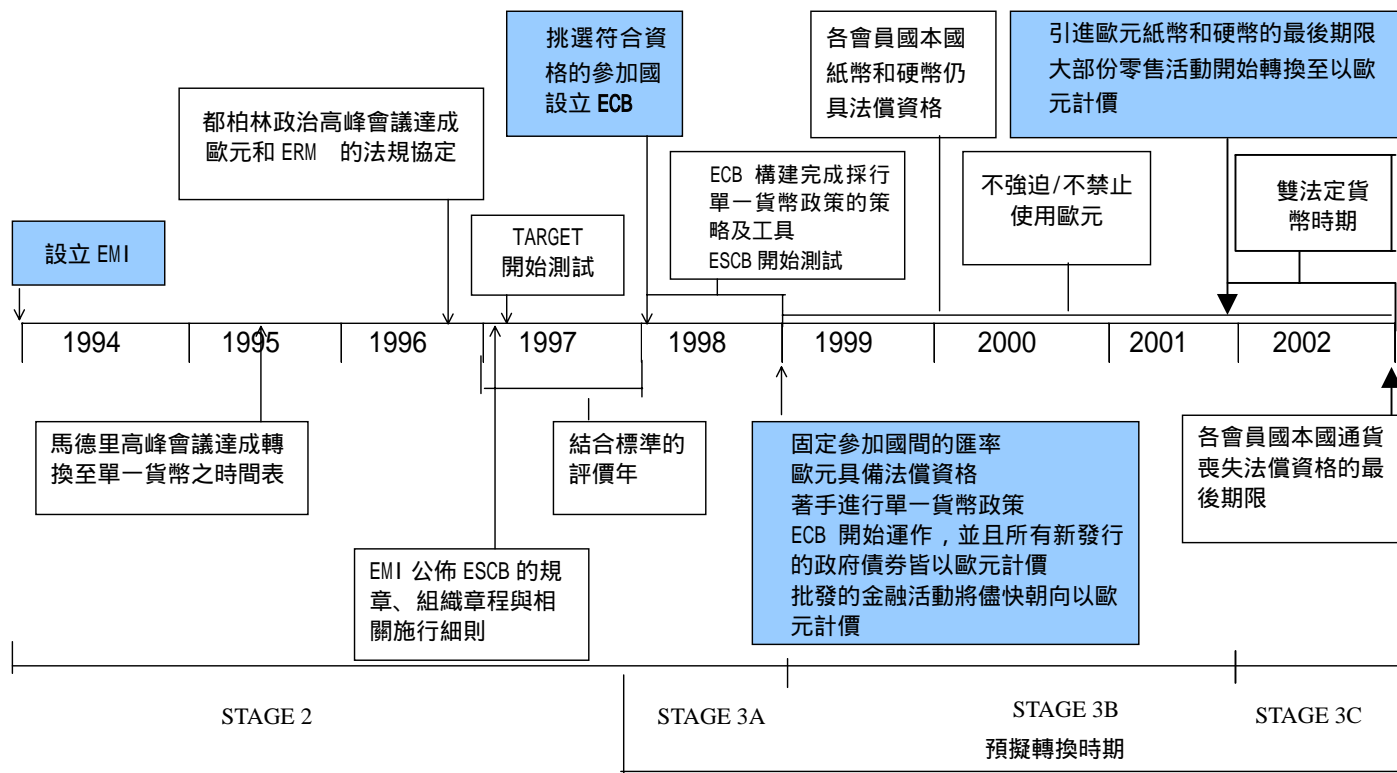 挑選符合資
格的參加國
設立 ECB
各會員國本國
紙幣和硬幣仍
具法償資格
引進歐元紙幣和硬幣的最後期限
大部份零售活動開始轉換至以歐
元計價
都柏林政治高峰會議達成
歐元和 ERM 的法規協定
ECB 構建完成採行
單一貨幣政策的策
略及工具
ESCB 開始測試
不強迫/不禁止
使用歐元
雙法定貨
幣時期
設立 EMI
TARGET
開始測試
1994 1995 1996 1997 1998 1999 2000 2001 2002
馬德里高峰會議達成轉
換至單一貨幣之時間表
結合標準的
評價年
固定參加國間的匯率
歐元具備法償資格
著手進行單一貨幣政策
ECB 開始運作，並且所有新發行
的政府債券皆以歐元計價
批發的金融活動將儘快朝向以歐
元計價
各會員國本國通貨
喪失法償資格的最
後期限
EMI 公佈 ESCB 的規
章、組織章程與相
關施行細則
STAGE 2 STAGE 3A STAGE 3B STAGE 3C
預擬轉換時期